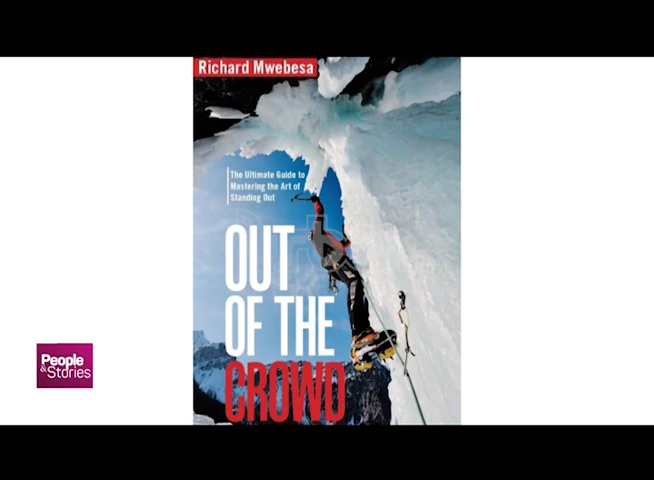 Richard Mwebesa
The Ultimate Guide to
Mastering the Art of
Standing Out
OUT
OF THE
CROWD
People
&Stories